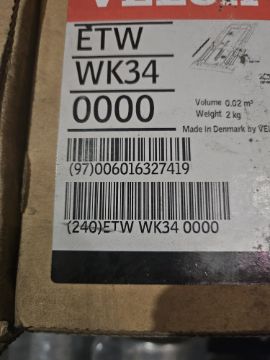 ETW
WK34
0000
Volume 0.02 m³
Weight 2 kg
Made in Denmark by
(97)006016327419
(240)ETW WK34 0000